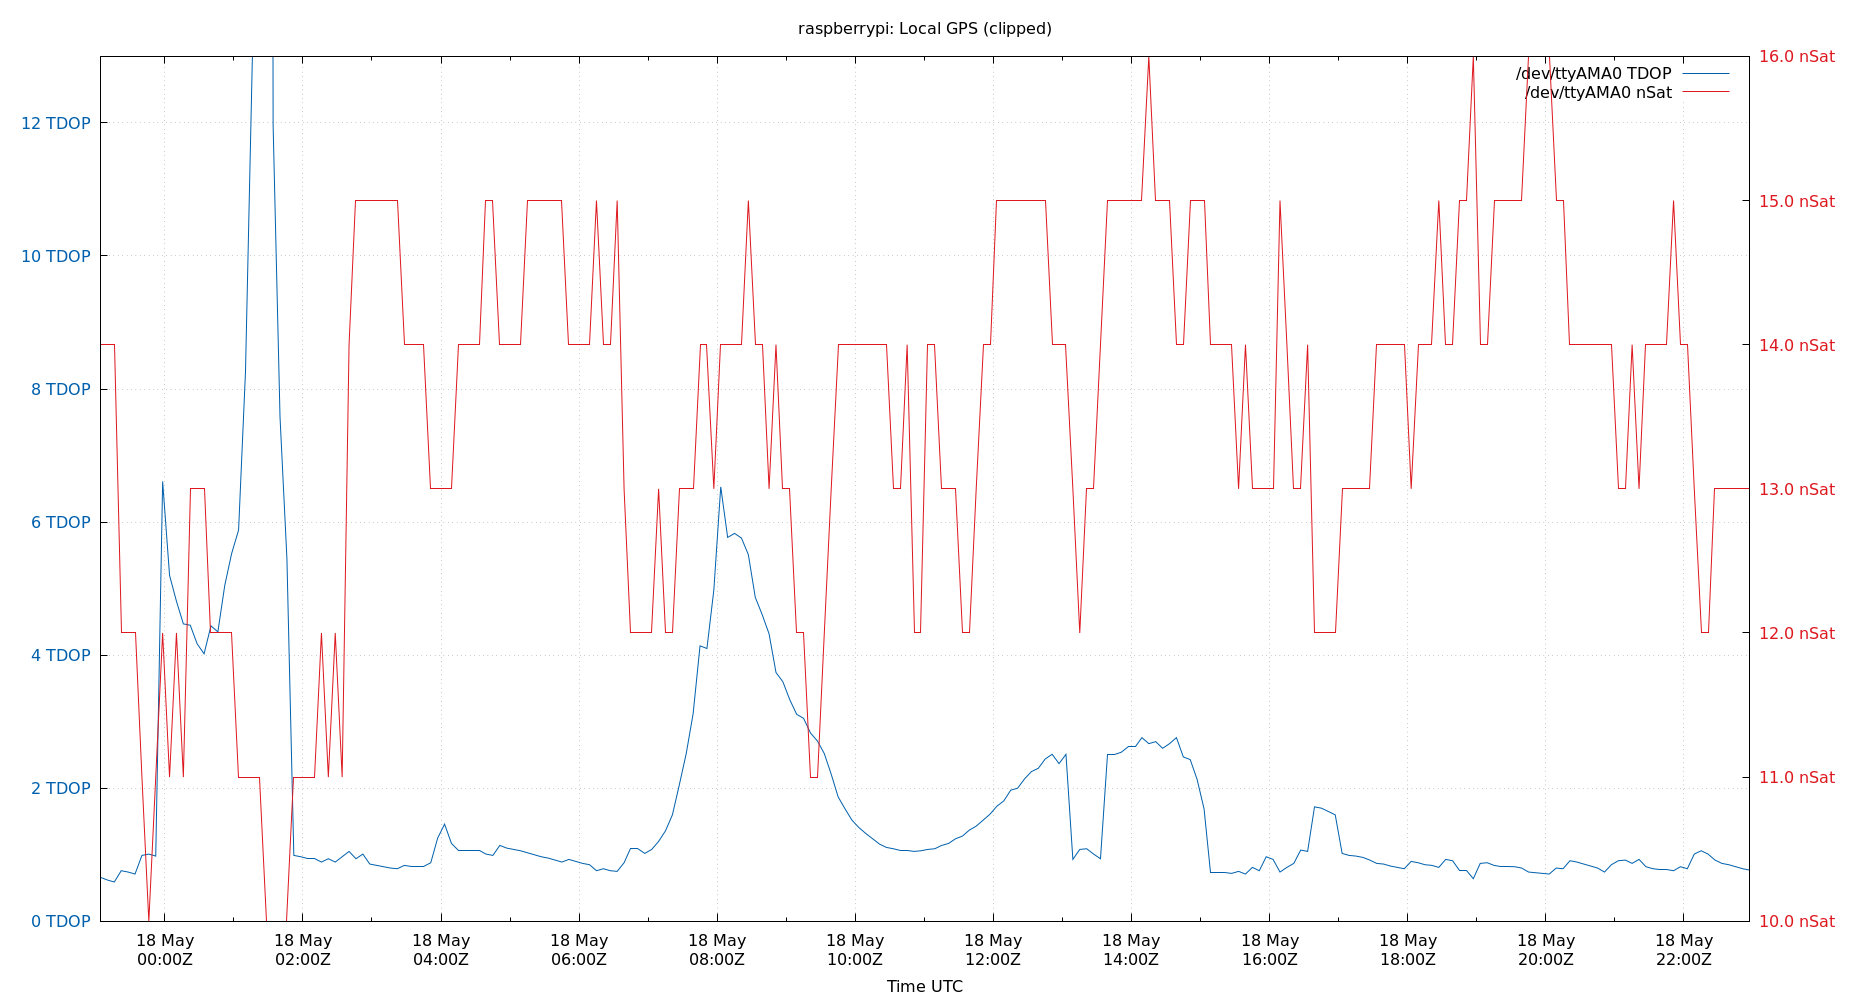 raspberrypi: Local GPS (clipped)
/dev/ttyAMA0 TDOP
/dev/ttyAMA0 nSat
12 TDOP
10 TDOP
8 TDOP
6 TDOP
4 TDOP
2 TDOP
0 TDOP
16.0 nSat
15.0 nSat
14.0 nSat
13.0 nSat
12.0 nSat
11.0 nSat
10.0 nSat
18 May
00:00Z
18 May
02:00Z
18 May
04:00Z
18 May
06:00Z
18 May
08:00Z
18 May
10:00Z
18 May
12:00Z
18 May
14:00Z
18 May
16:00Z
18 May
18:00Z
18 May
20:00Z
18 May
22:00Z
Time UTC